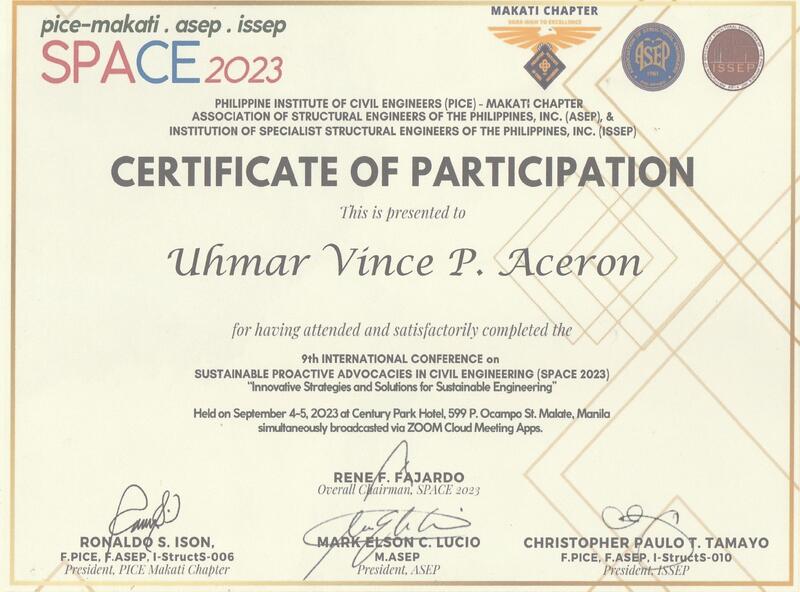 pice-makati . asep . issep
SPACE 2023
MAKATI CHAPTER
SOAR HIGH TO EXCELLENCE
ASEP
1961
ISSEP
PHILIPPINE INSTITUTE OF CIVIL ENGINEERS (PICE) - MAKATI CHAPTER
ASSOCIATION OF STRUCTURAL ENGINEERS OF THE PHILIPPINES, INC. (ASEP), &
INSTITUTION OF SPECIALIST STRUCTURAL ENGINEERS OF THE PHILIPPINES, INC. (ISSEP)
CERTIFICATE OF PARTICIPATION
This is presented to
Uhmar Vince P. Aceron
for having attended and satisfactorily completed the
9th INTERNATIONAL CONFERENCE on
SUSTAINABLE PROACTIVE ADVOCACIES IN CIVIL ENGINEERING (SPACE 2023)
"Innovative Strategies and Solutions for Sustainable Engineering"
Held on September 4-5, 2023 at Century Park Hotel, 599 P. Ocampo St. Malate, Manila
simultaneously broadcasted via ZOOM Cloud Meeting Apps.
RENE F. FAJARDO
Overall Chairman, SPACE 2023
RONALDO S. ISON,
F.PICE, F.ASEP, I-StructS-006
President, PICE Makati Chapter
MARK ELSON C. LUCIO
M.ASEP
President, ASEP
CHRISTOPHER PAULO T. TAMAYO
F.PICE, F.ASEP, I-StructS-010
President, ISSEP